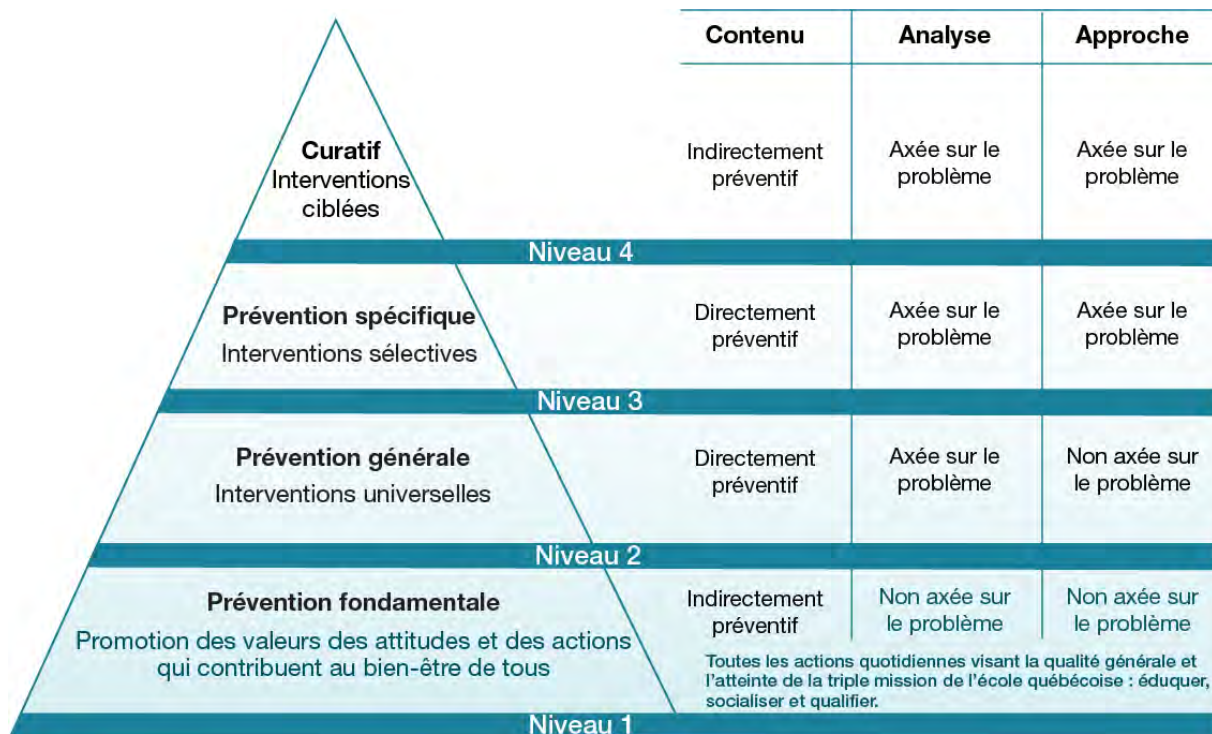 Contenu Analyse Approche
Curatif
Interventions
ciblées
Indirectement
préventif
Axée sur le
problème
Axée sur le
problème
Niveau 4
Prévention spécifique
Interventions sélectives
Directement
préventif
Axée sur le
problème
Axée sur le
problème
Niveau 3
Prévention générale
Interventions universelles
Directement
préventif
Axée sur le
problème
Non axée sur
le problème
Niveau 2
Prévention fondamentale
Promotion des valeurs des attitudes et des actions
qui contribuent au bien-être de tous
Indirectement
préventif
Non axée sur
le problème
Non axée sur
le problème
Toutes les actions quotidiennes visant la qualité générale et
l'atteinte de la triple mission de l'école québécoise : éduquer,
socialiser et qualifier.
Niveau 1